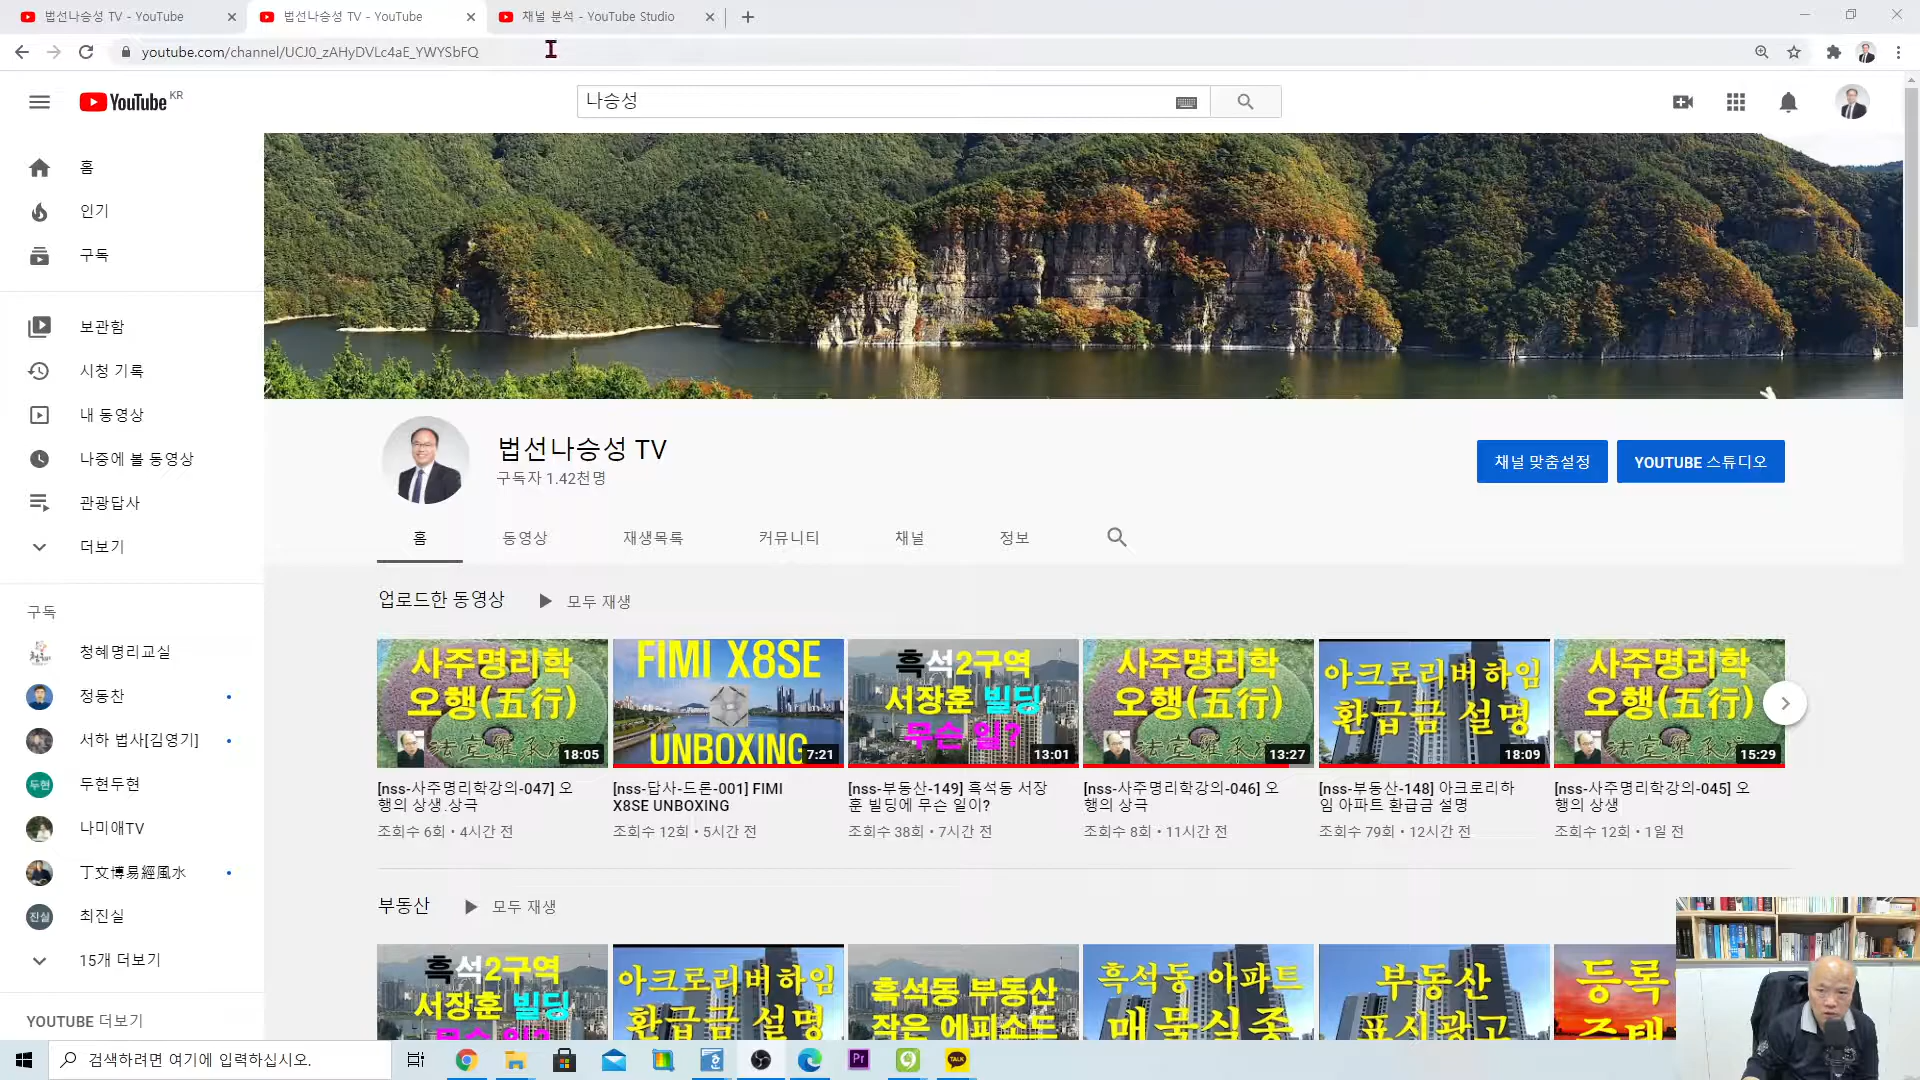 법선나승성 TV - YouTube
법선나승성 TV - YouTube
채널 분석 - YouTube Studio
youtube.com/channel/UCJ0_zAHyDVLc4aE_YWYSbFQ
YouTube KR
나승성
홈
인기
구독
보관함
시청 기록
내 동영상
나중에 볼 동영상
관광답사
더보기
구독
청혜명리교실
정동찬
서하 법사[김영기]
두현
두현두현
나미애TV
丁文博易經風水
진실
최진실
15개 더보기
YOUTUBE 더보기
법선나승성 TV
구독자 1.42천명
채널 맞춤설정
YOUTUBE 스튜디오
홈
동영상
재생목록
커뮤니티
채널
정보
업로드한 동영상
모두 재생
사주명리학
오행(五行)
18:05
[nss-사주명리학강의-047] 오
행의 상생.상극
조회수 6회 • 4시간 전
FIMI X8SE
UNBOXING
7:21
[nss-답사-드론-001] FIMI
X8SE UNBOXING
조회수 12회 • 5시간 전
흑석2구역
서장훈 빌딩
무슨 일?
13:01
[nss-부동산-149] 흑석동 서장
훈 빌딩에 무슨 일이?
조회수 38회 • 7시간 전
사주명리학
오행(五行)
13:27
[nss-사주명리학강의-046] 오
행의 상극
조회수 8회 • 11시간 전
아크로리버하임
환급금 설명
18:09
[nss-부동산-148] 아크로리하
임 아파트 환급금 설명
조회수 79회 • 12시간 전
사주명리학
오행(五行)
15:29
[nss-사주명리학강의-045] 오
행의 상생
조회수 12회 • 1일 전
부동산
모두 재생
흑석2구역
서장훈 빌딩
무슨 일?
아크로리버하임
환급금 설명
흑석동 부동산
작은 에피소드
흑석동 아파트
매물실종
부동산
표시광고
등록
주택
검색하려면 여기에 입력하십시오.
Pr
TALK